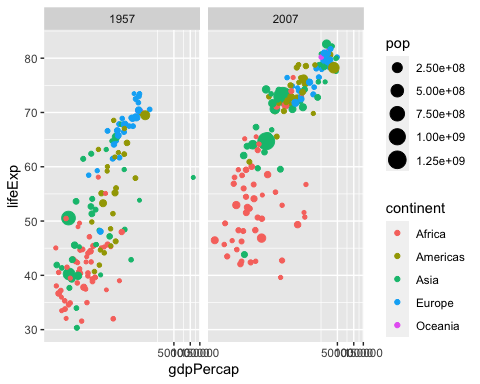 1957 2007
80
70
60
50
40
30
lifeExp
gdpPercap
pop
2.50e+08
5.00e+08
7.50e+08
1.00e+09
1.25e+09
continent
Africa
Americas
Asia
Europe
Oceania